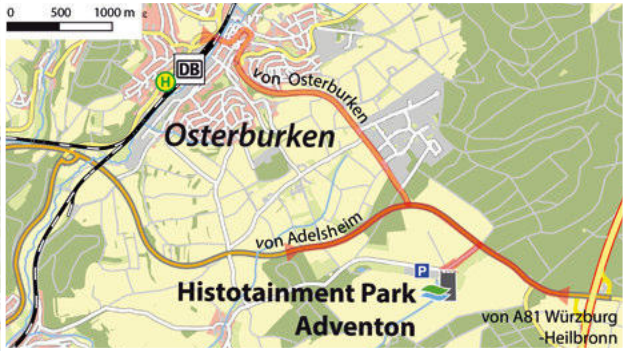 0 500 1000 m
von Osterburken
DB
H
Osterburken
von Adelsheim
P
Histotainment Park
Adventon
von A81 Würzburg
-Heilbronn